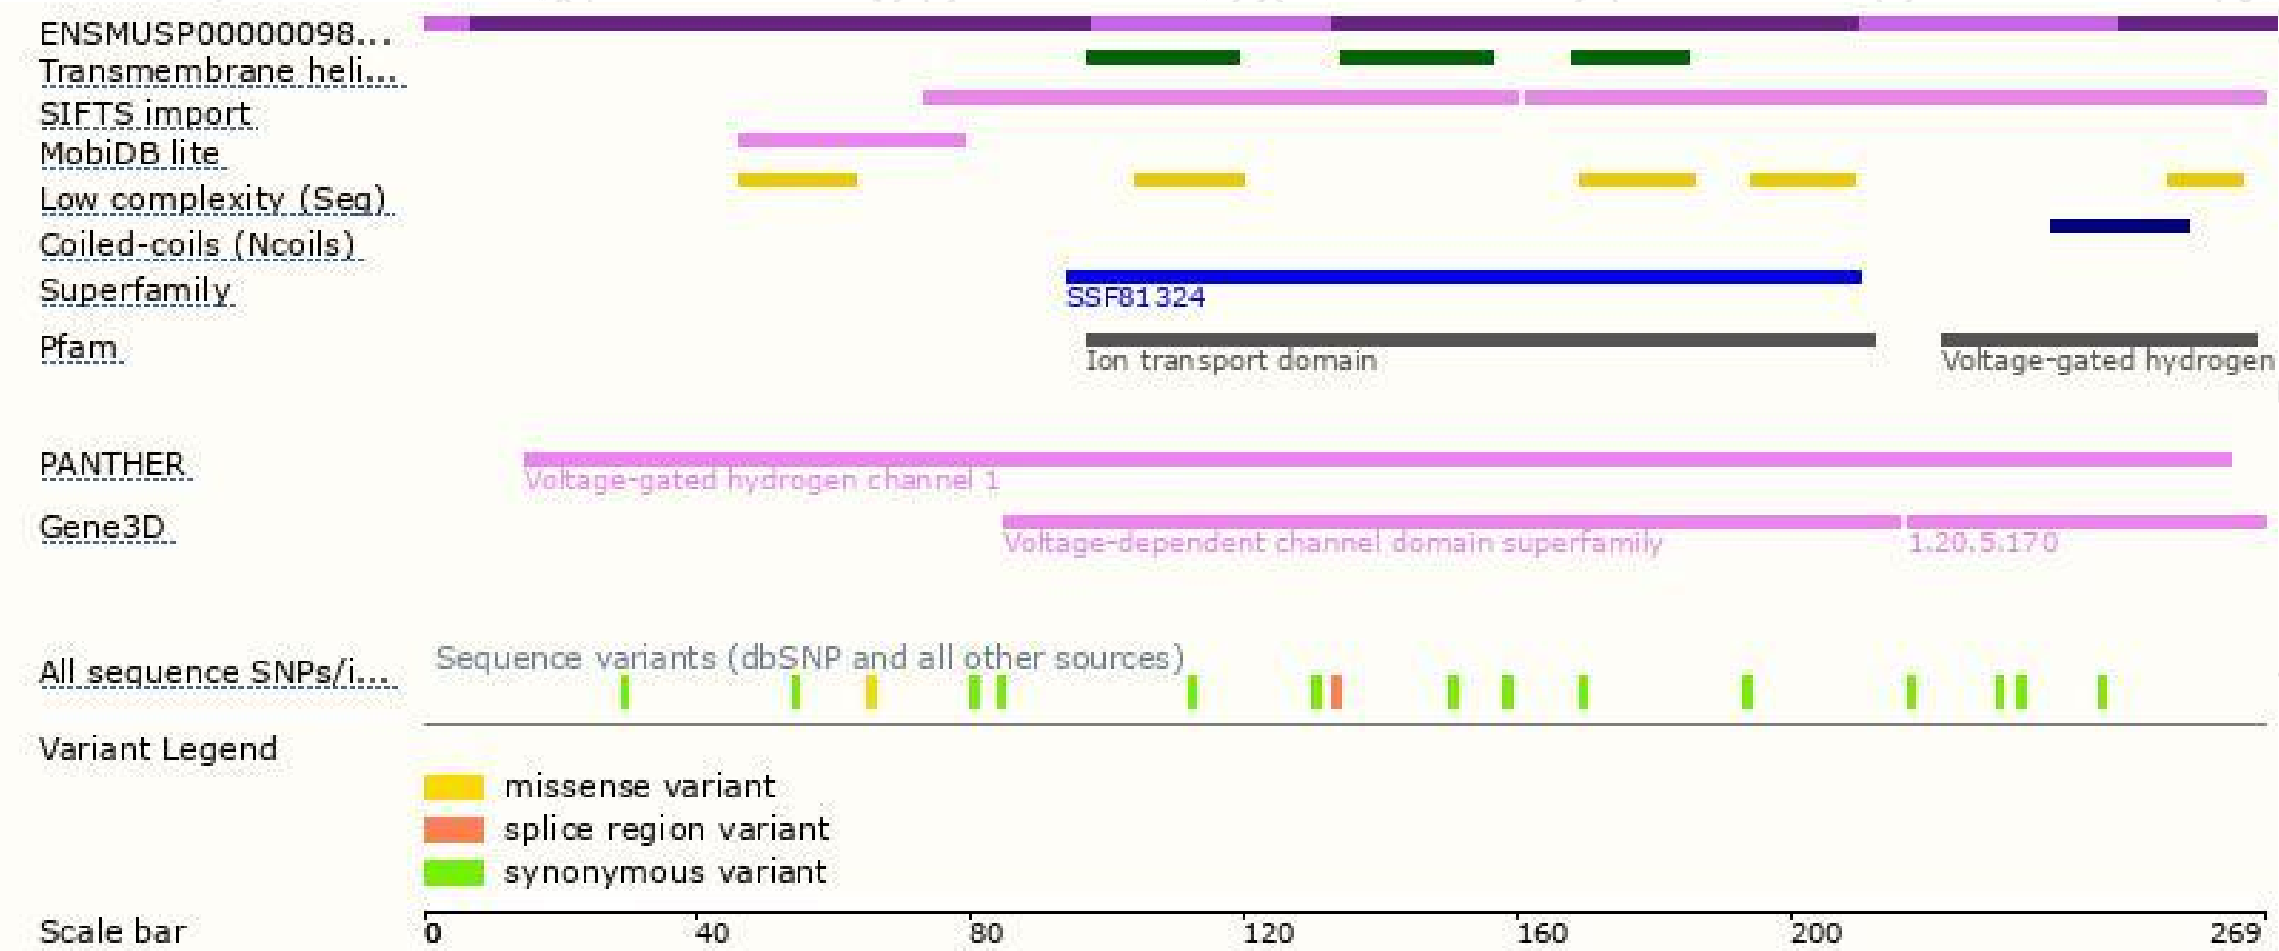 ENSMUSP00000098...
Transmembrane heli...
SIFTS import
MobiDB lite
Low complexity (Seg)
Coiled-coils (Ncoils)
Superfamily
SSF81324
Pfam
Ion transport domain
Voltage-gated hydrogen
PANTHER
Voltage-gated hydrogen channel 1
Gene3D
Voltage-dependent channel domain superfamily
1.20.5.170
Sequence variants (dbSNP and all other sources)
All sequence SNPs/i...
Variant Legend
missense variant
splice region variant
synonymous variant
Scale bar
0 40 80 120 160 200 269